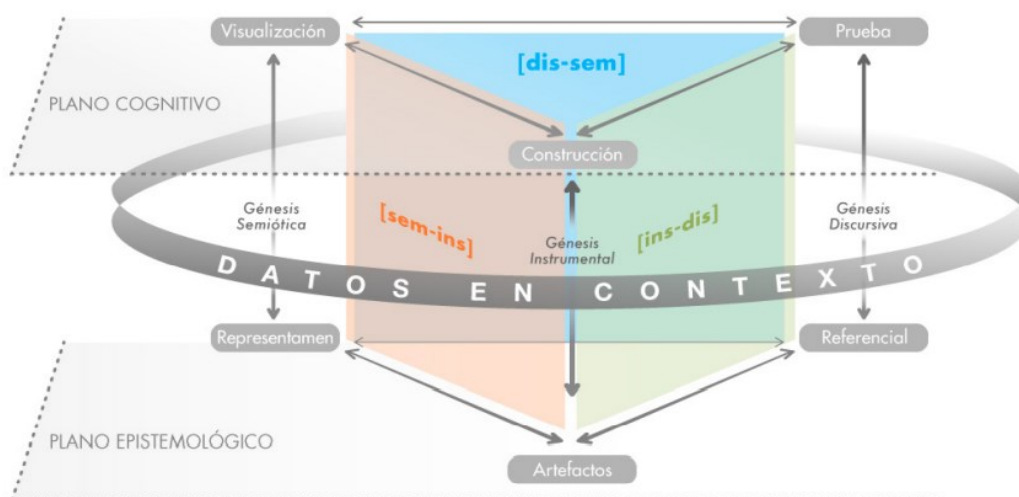 Visualización
Prueba
[dis-sem]
PLANO COGNITIVO
Construcción
Génesis
Semiótica
[sem-ins]
Génesis
Instrumental
[ins-dis]
Génesis
Discursiva
DATOS EN CONTEXTO
Representamen
Referencial
PLANO EPISTEMOLÓGICO
Artefactos